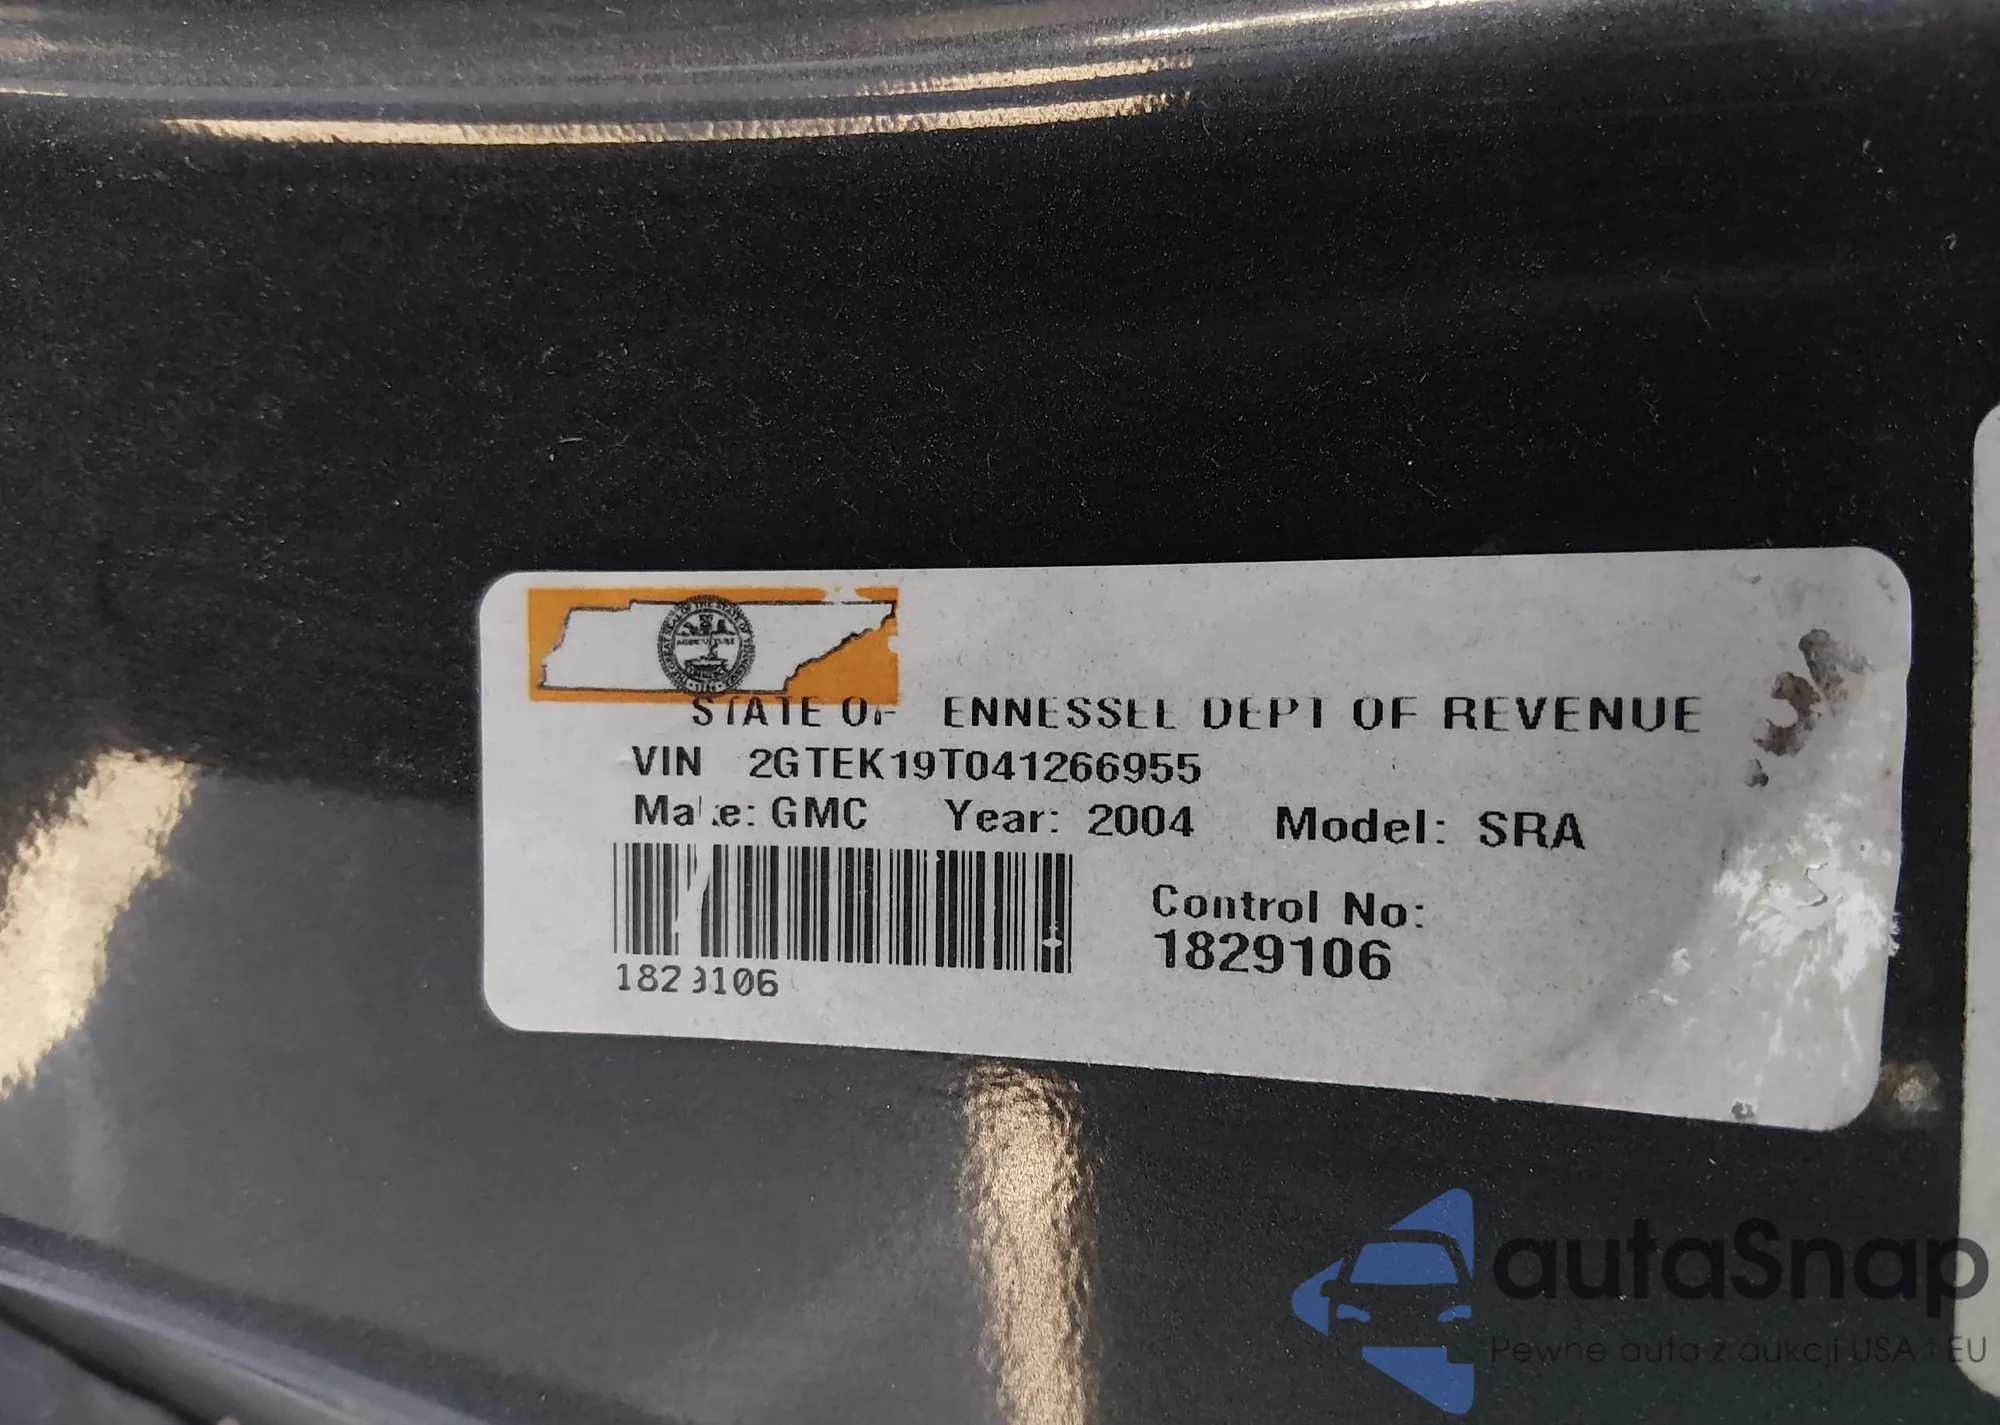 STATE OF ENNESSEE DEPT OF REVENUE
VIN 2GTEK19T041266955
Make: GMC Year: 2004 Model: SRA
Control No:
1829106
1829106
autaSnap
Pewne auta z aukcji USA i EU